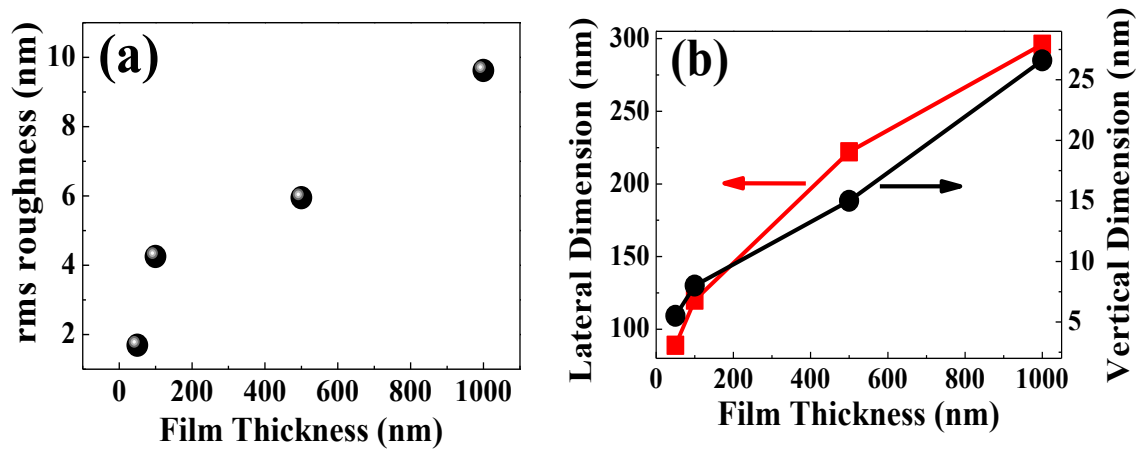 (a)
rms roughness (nm)
10
8
6
4
2
0 200 400 600 800 1000
Film Thickness (nm)
(b)
Lateral Dimension (nm)
300
250
200
150
100
Vertical Dimension (nm)
25
20
15
10
5
0 200 400 600 800 1000
Film Thickness (nm)